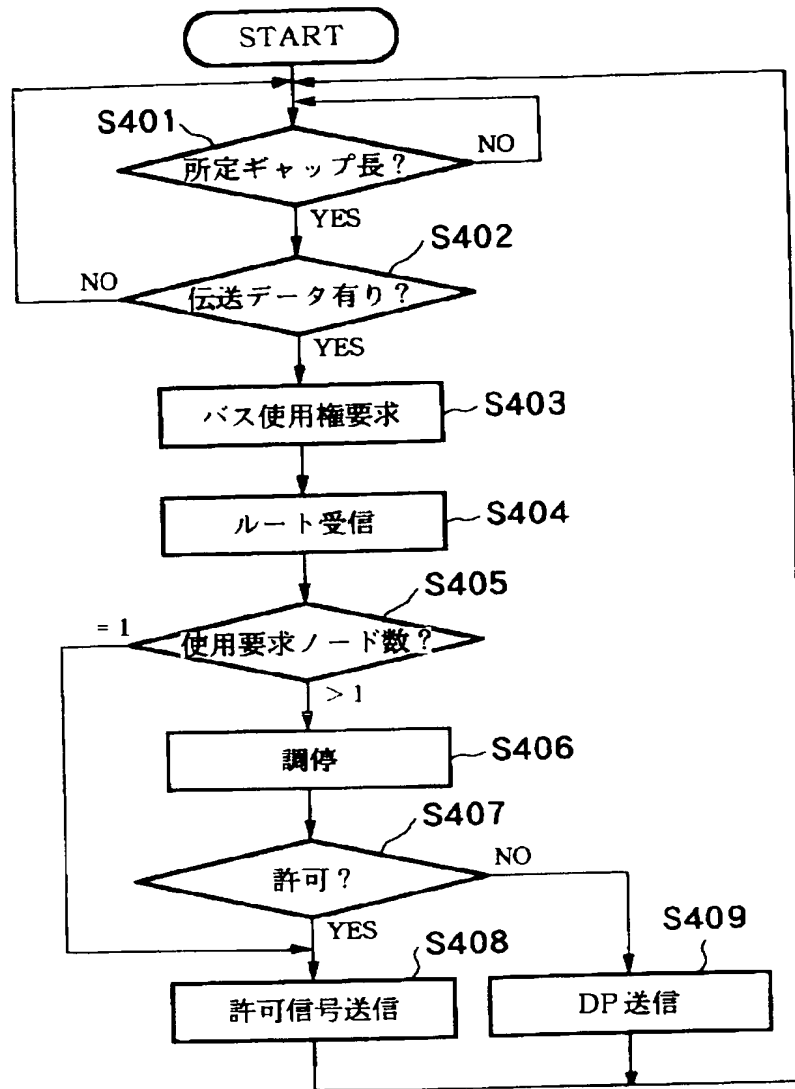 START
S401
所定ギャップ長?
NO
YES
S402
NO
伝送データ有り?
YES
バス使用権要求
S403
ルート受信
S404
S405
= 1
使用要求ノード数?
> 1
調停
S406
S407
許可?
NO
YES
S408
許可信号送信
S409
DP送信